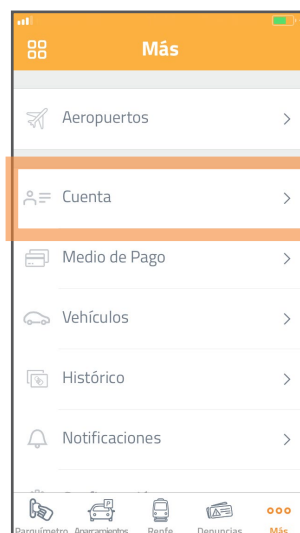 Más
Aeropuertos
Cuenta
Medio de Pago
Vehículos
Histórico
Notificaciones
Parquímetro Aparcamientos Renfe Denuncias Más